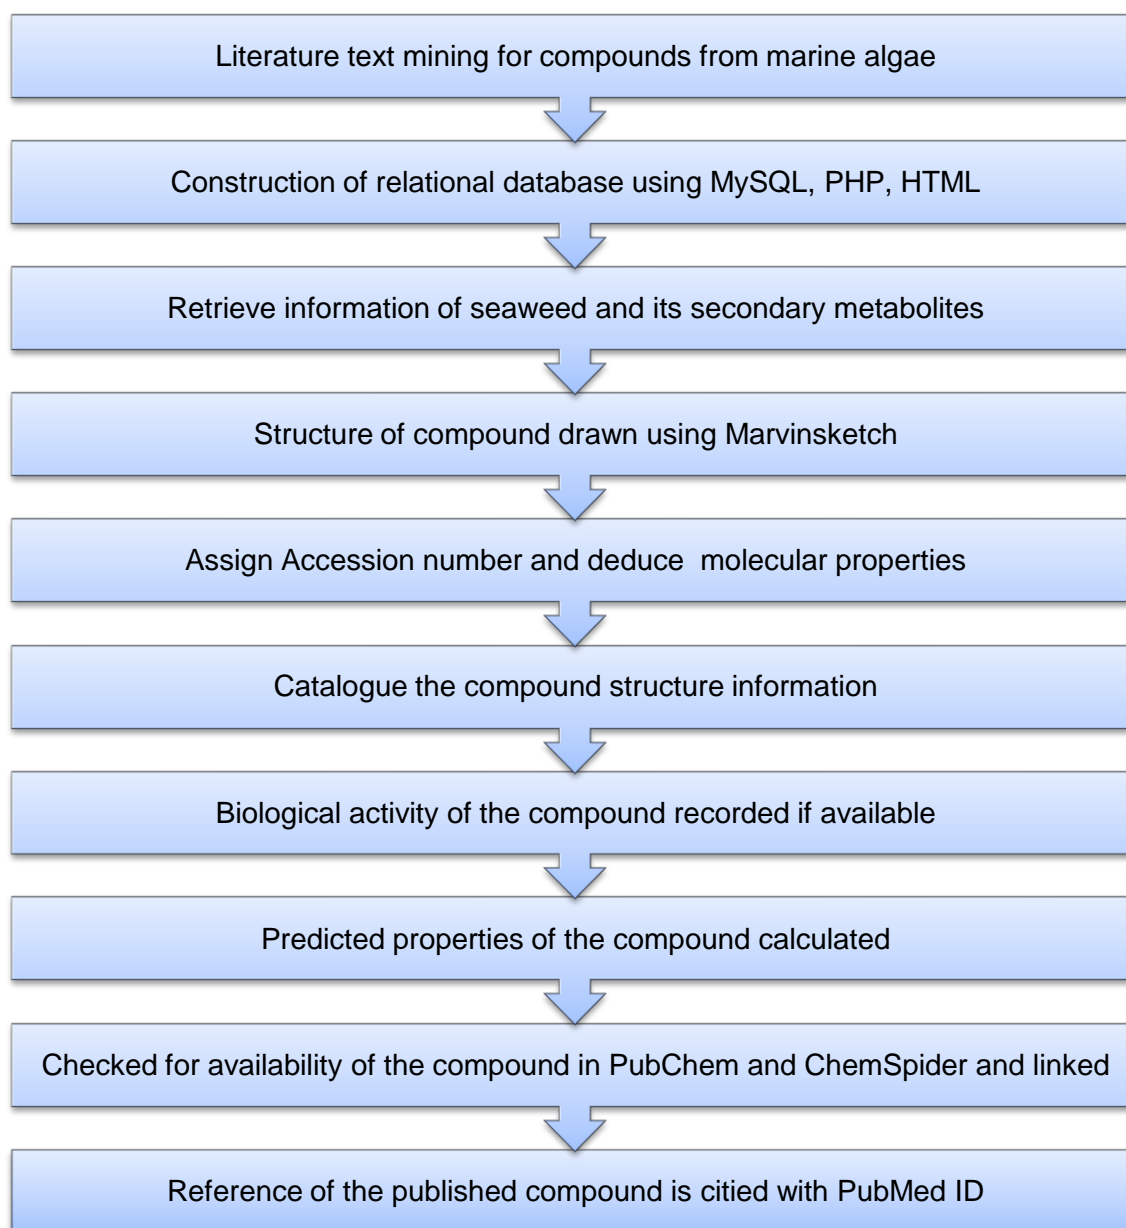 Literature text mining for compounds from marine algae
Construction of relational database using MySQL, PHP, HTML
Retrieve information of seaweed and its secondary metabolites
Structure of compound drawn using Marvinsketch
Assign Accession number and deduce  molecular properties
Catalogue the compound structure information
Biological activity of the compound recorded if available
Predicted properties of the compound calculated
Checked for availability of the compound in PubChem and ChemSpider and linked
Reference of the published compound is citied with PubMed ID